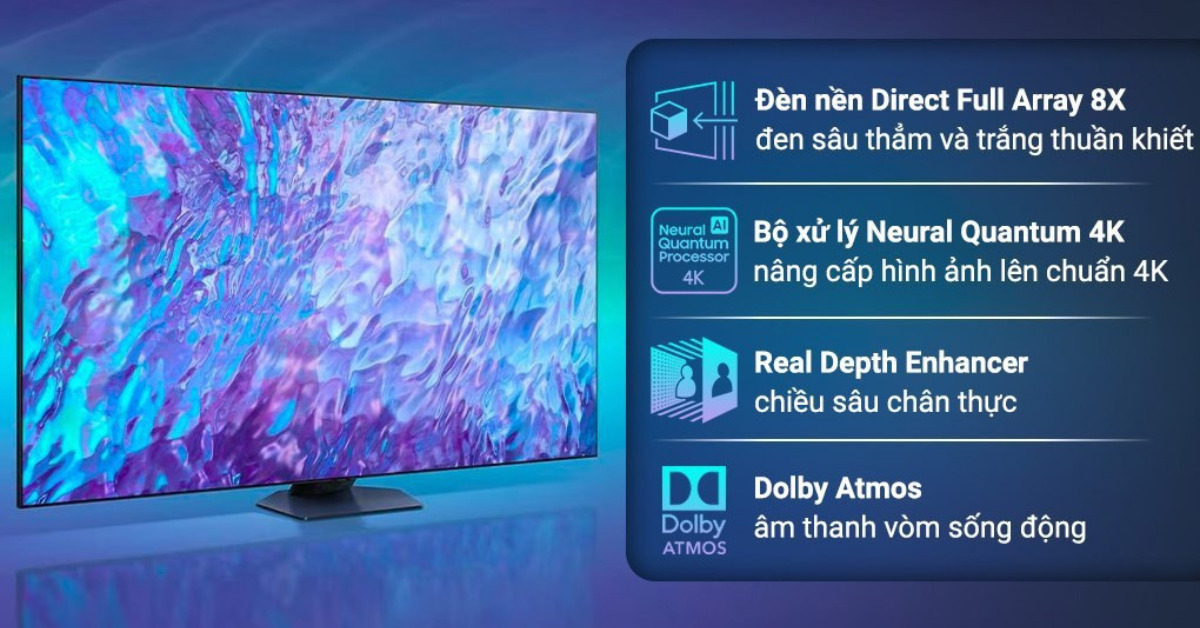 Đèn nền Direct Full Array 8X
đen sâu thẳm và trắng thuần khiết
Neural AI
Quantum
Processor
4K
Bộ xử lý Neural Quantum 4K
nâng cấp hình ảnh lên chuẩn 4K
Real Depth Enhancer
chiều sâu chân thực
Dolby
ATMOS
Dolby Atmos
âm thanh vòm sống động